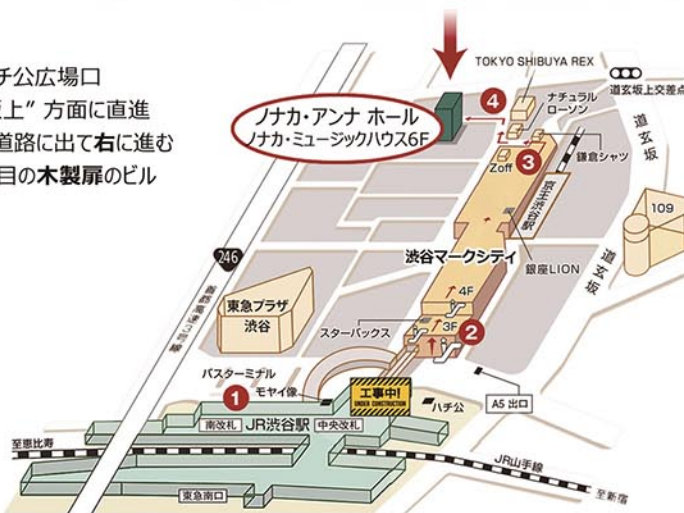 チ公広場口
坂上” 方面に直進
道路に出て右に進む
目の木製扉のビル
ノナカ・アンナ ホール
ノナカ・ミュージックハウス6F
TOKYO SHIBUYA REX
道玄坂上交差点
4
ナチュラル
ローソン
道玄坂
3
鎌倉シャツ
Zoff
京王渋谷駅
109
246
渋谷マークシティ
銀座LION
道玄坂
首都高速3号線
東急プラザ
渋谷
4F
スターバックス
3F
2
バスターミナル
1
モヤイ像
工事中!
UNDER CONSTRUCTION
ハチ公
A5 出口
南改札
JR渋谷駅
中央改札
至恵比寿
JR山手線
東急南口
至新宿